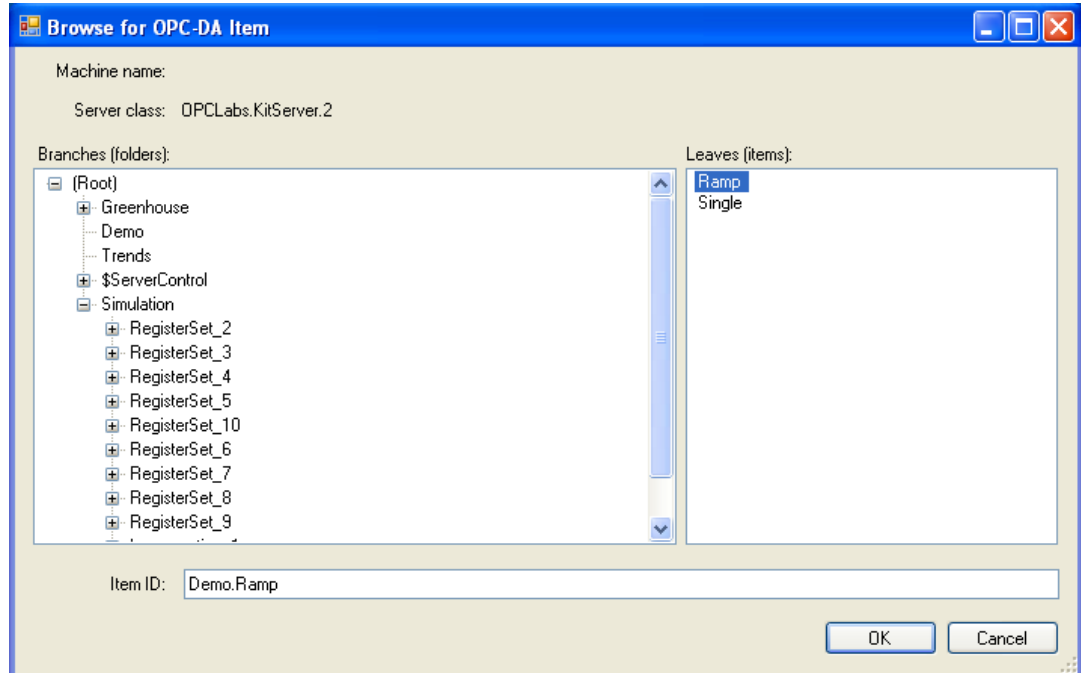 Browse for OPC-DA Item
Machine name:
Server class: OPCLabs.KitServer.2
Branches (folders):
Leaves (items):
(Root)
Greenhouse
Demo
Trends
$ServerControl
Simulation
RegisterSet_2
RegisterSet_3
RegisterSet_4
RegisterSet_5
RegisterSet_10
RegisterSet_6
RegisterSet_7
RegisterSet_8
RegisterSet_9
Ramp
Single
Item ID: Demo.Ramp
OK Cancel